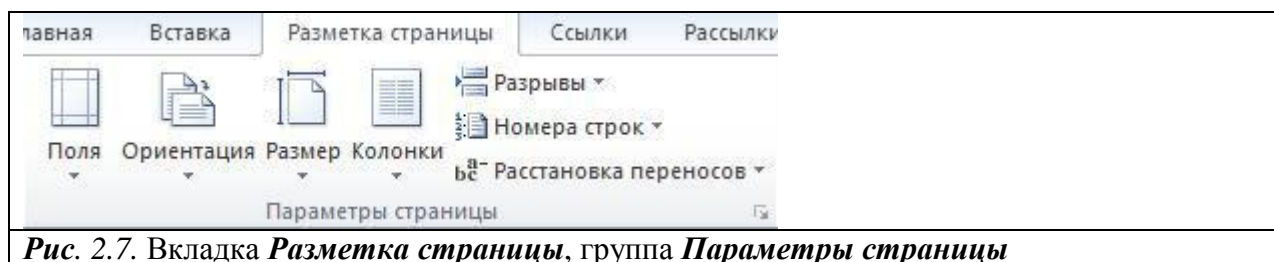 лавная Вставка Разметка страницы Ссылки Рассылки
Разрывы
Номера строк
Поля Ориентация Размер Колонки
Расстановка переносов
Параметры страницы
Рис. 2.7. Вкладка Разметка страницы, группа Параметры страницы